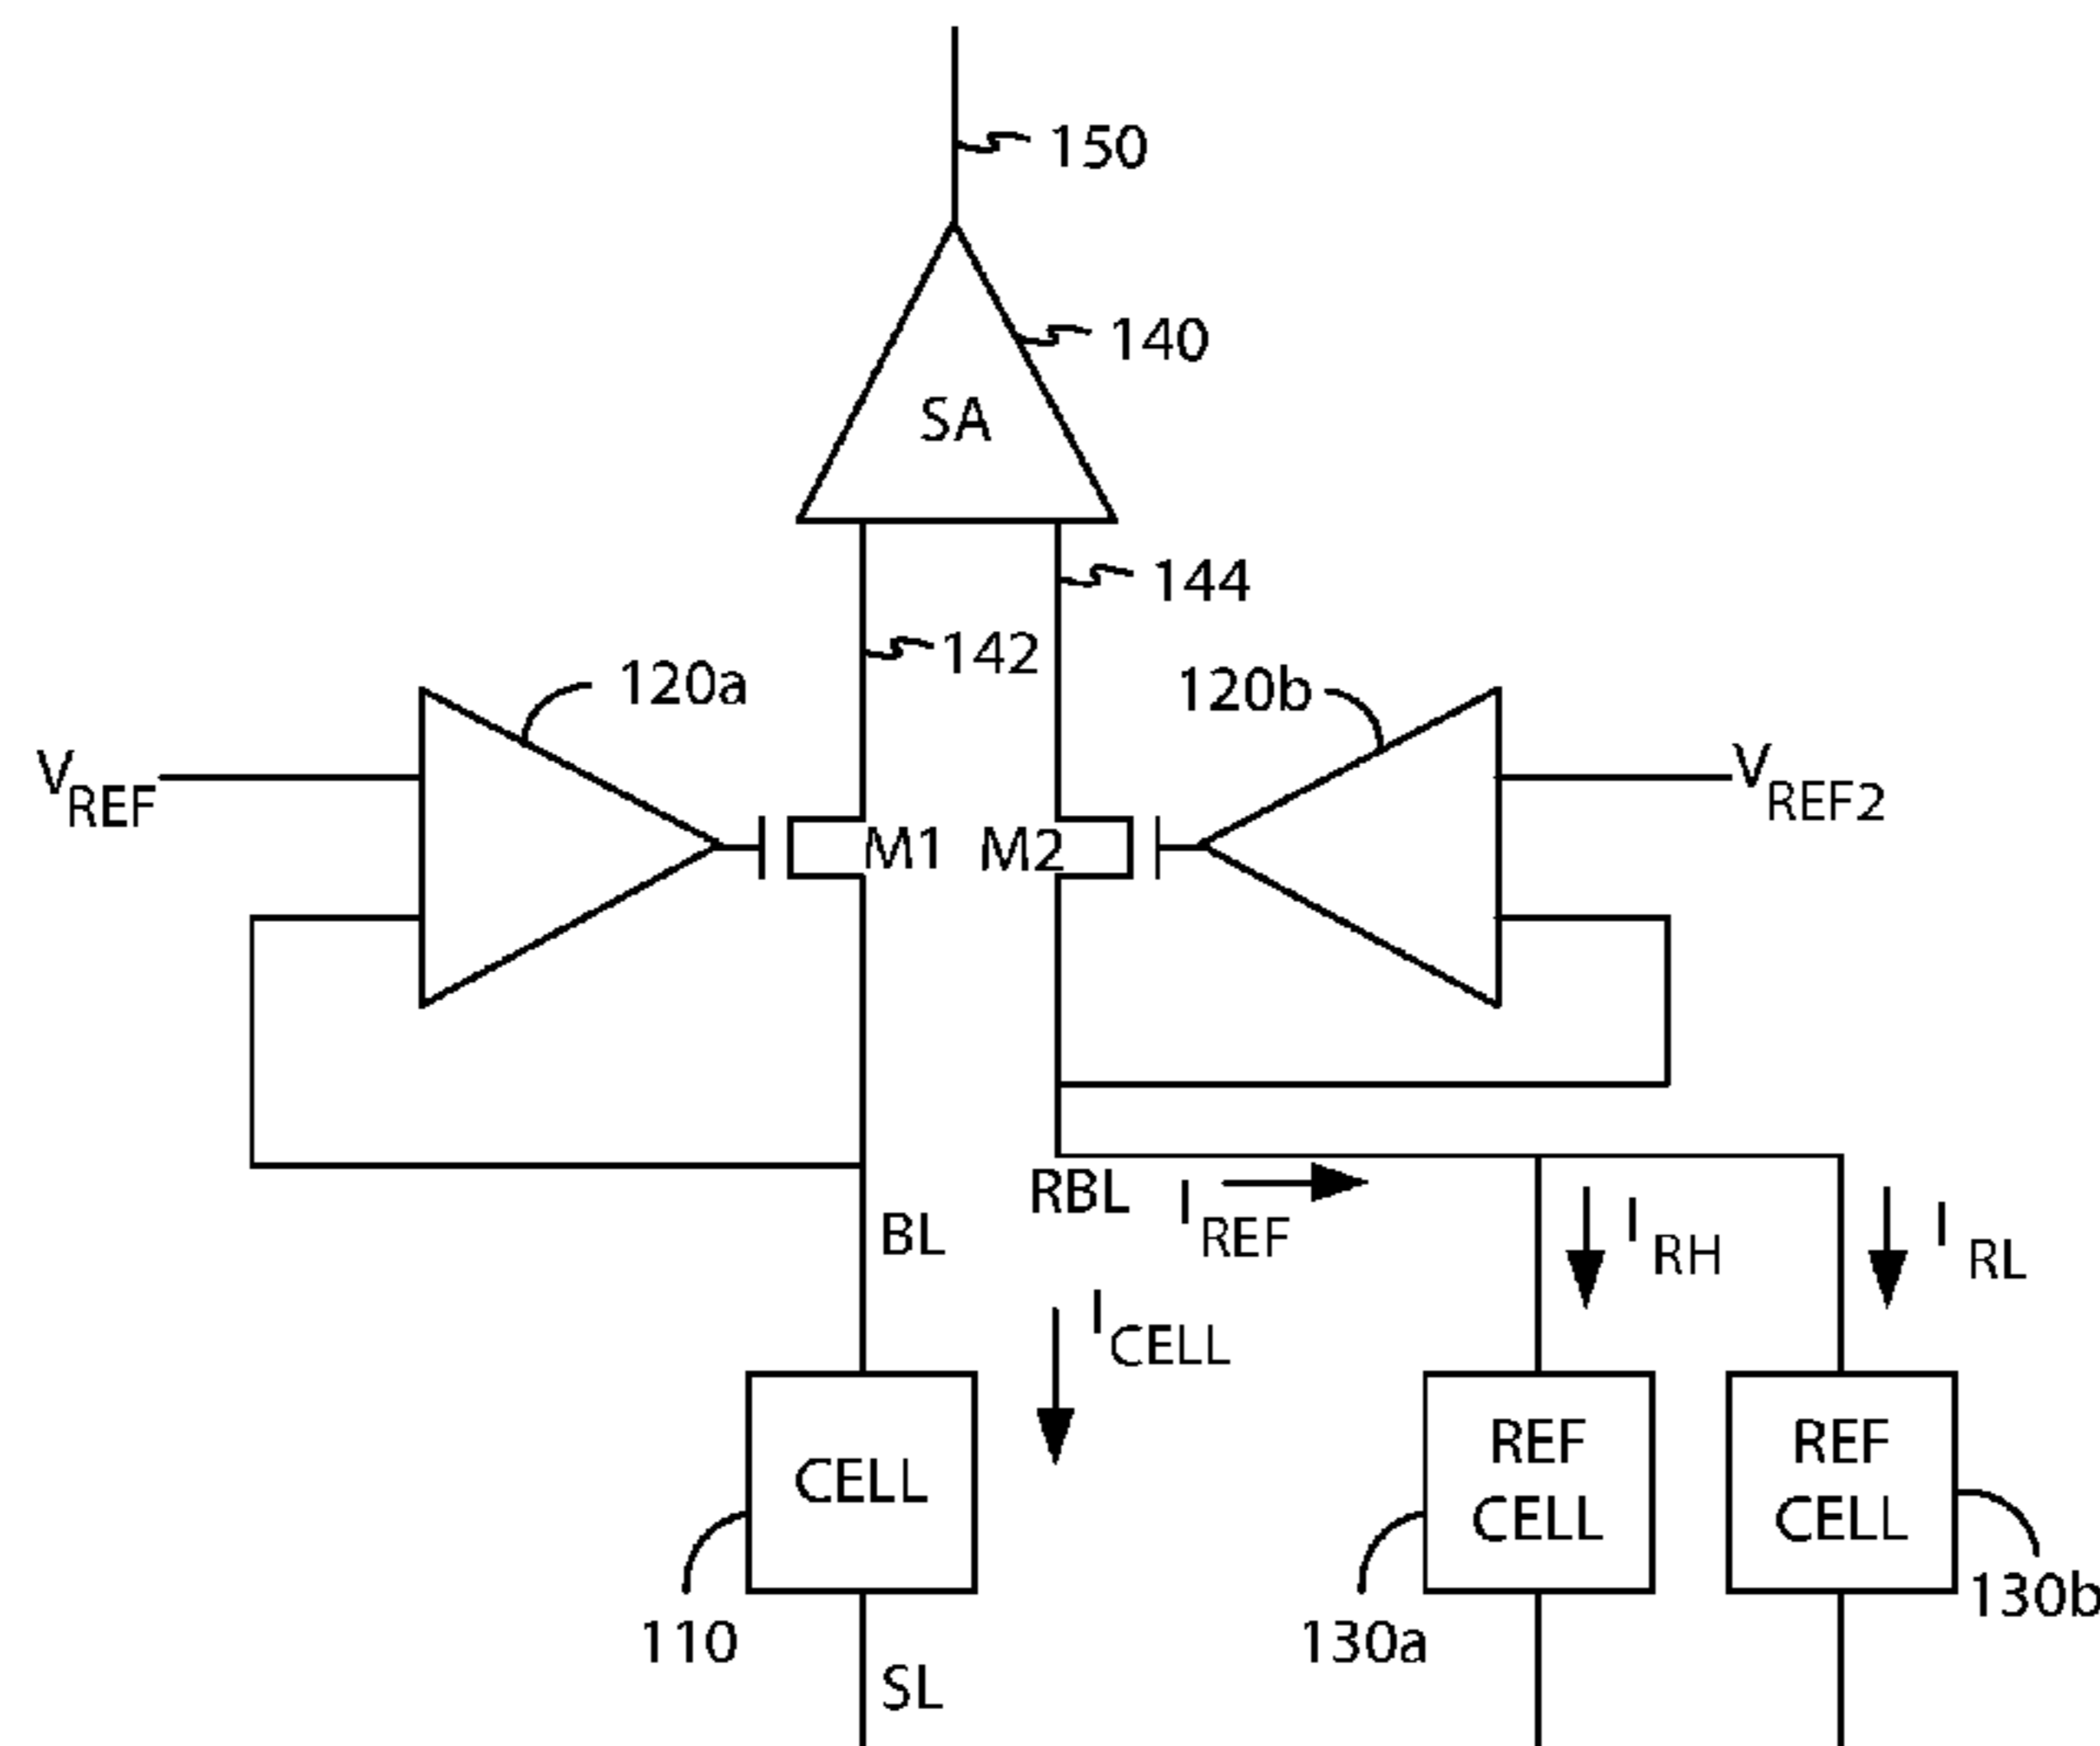 150
140
SA
144
142
120a
120b
VREF
VREF2
M1
M2
RBL
IREF
BL
IRH
IRL
ICELL
CELL
REF
CELL
REF
CELL
110
130a
130b
SL